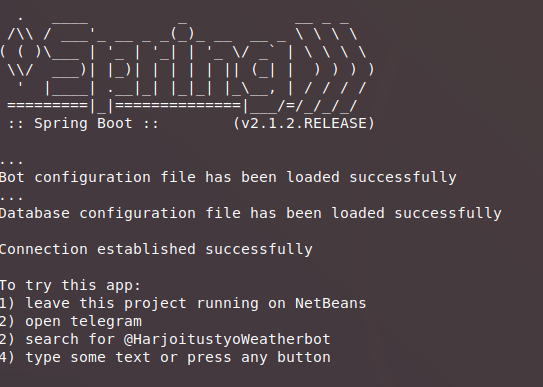 .   ____          _            __ _ _
 /\\ / ___'_ __ _ _(_)_ __  __ _ \ \ \ \
( ( )\___ | '_ | '_| | '_ \/ _` | \ \ \ \
 \\/  ___)| |_)| | | | | || (_| |  ) ) ) )
  '  |____| .__|_| |_|_| |_\__, | / / / /
 =========|_|==============|___/=/_/_/_/
 :: Spring Boot ::        (v2.1.2.RELEASE)
...
Bot configuration file has been loaded successfully
...
Database configuration file has been loaded successfully
Connection established successfully
To try this app:
1) leave this project running on NetBeans
2) open telegram
2) search for @HarjoitustyoWeatherbot
4) type some text or press any button